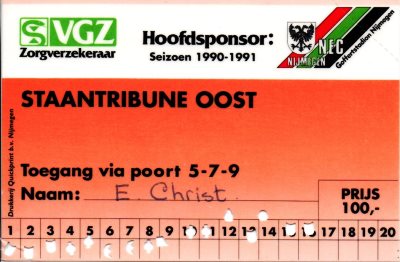 VGZ
Zorgverzekeraar
Hoofdsponsor:
Seizoen 1990-1991
NEC
NIJMEGEN
Goffertstadion Nijmegen
STAANTRIBUNE OOST
Toegang via poort 5-7-9
Naam: E. Christ.
PRIJS
100,-
1 2 3 4 5 6 7 8 9 10 11 12 13 14 15 16 17 18 19 20
Drukkerij Quickprint b.v. Nijmegen